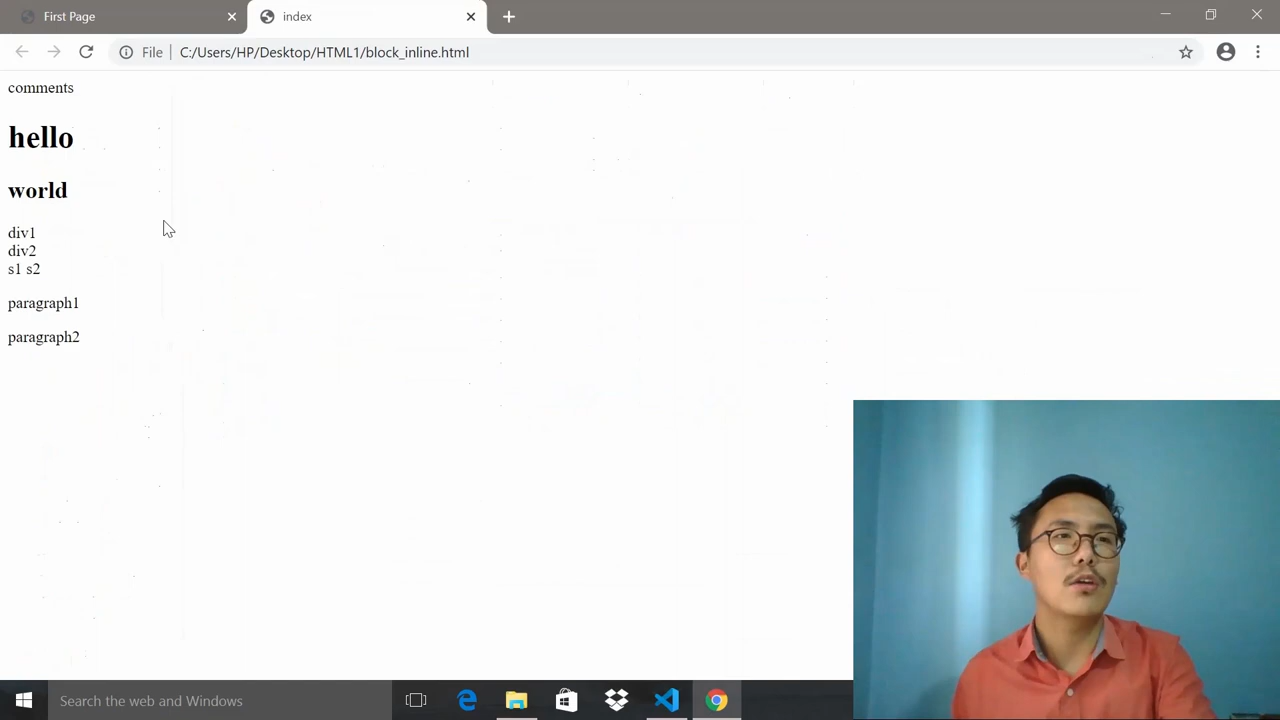 First Page
index
File
C:/Users/HP/Desktop/HTML1/block_inline.html
comments
hello
world
div1
div2
s1 s2
paragraph1
paragraph2
Search the web and Windows